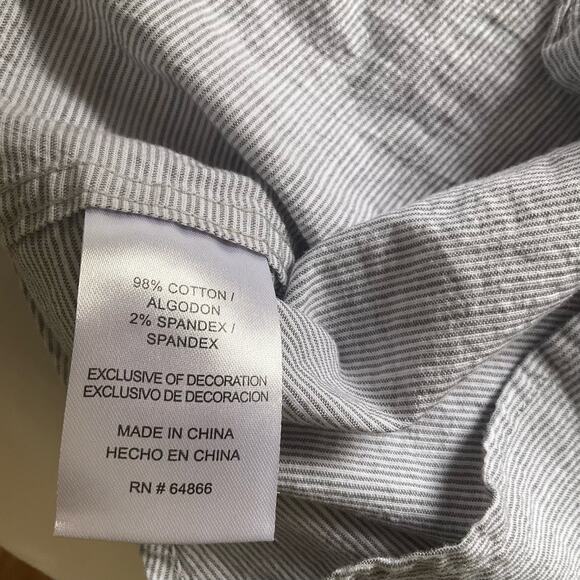 98% COTTON /
ALGODON
2% SPANDEX /
SPANDEX
EXCLUSIVE OF DECORATION
EXCLUSIVO DE DECORACION
MADE IN CHINA
HECHO EN CHINA
RN # 64866